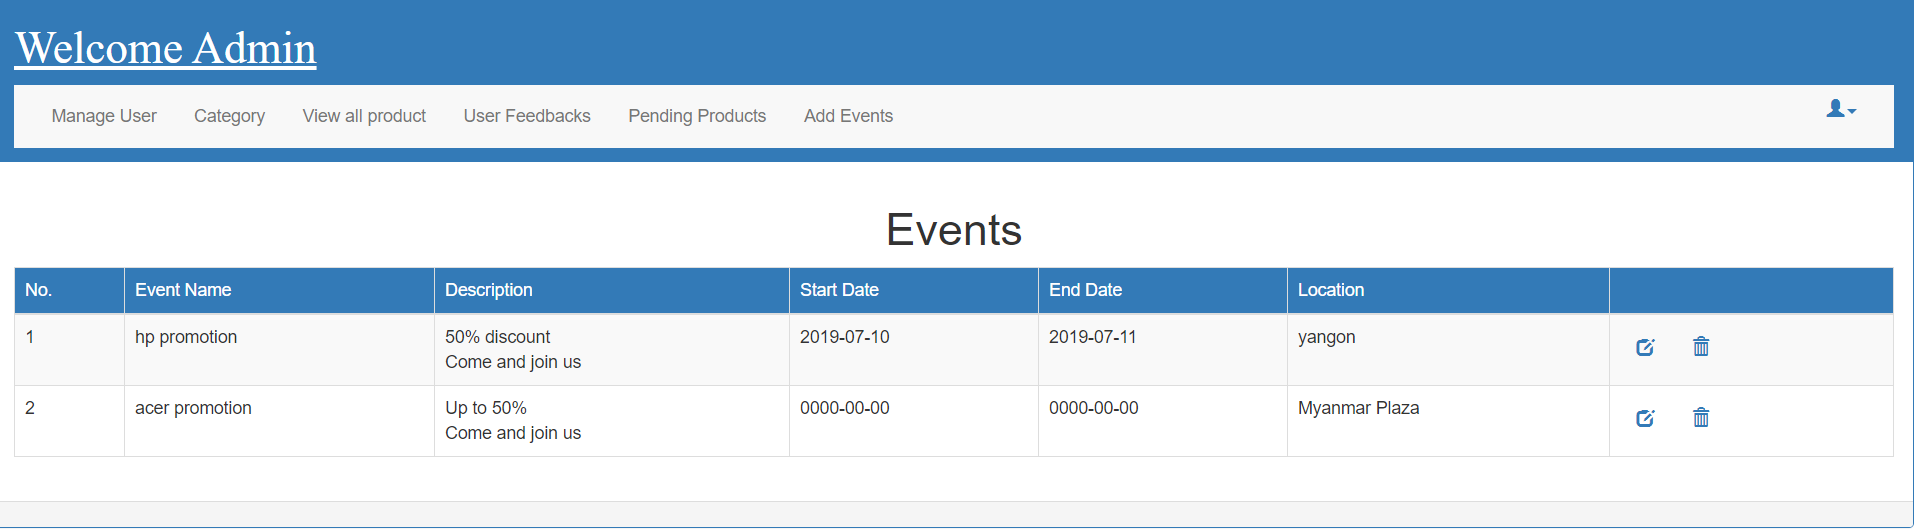 Welcome Admin
Manage User Category View all product User Feedbacks Pending Products Add Events
Events
No. Event Name Description Start Date End Date Location
1 hp promotion 50% discount 2019-07-10 2019-07-11 yangon
Come and join us
2 acer promotion Up to 50% 0000-00-00 0000-00-00 Myanmar Plaza
Come and join us